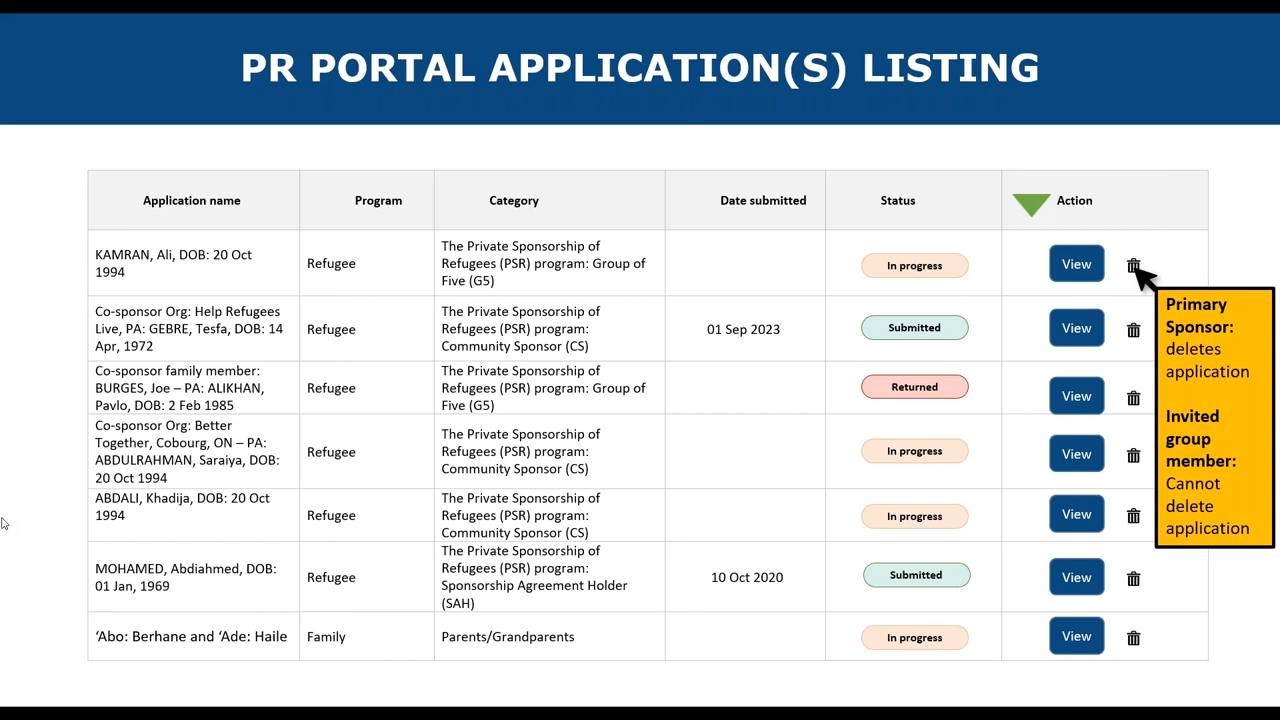 PR PORTAL APPLICATION(S) LISTING
Application name
Program
Category
Date submitted
Status
Action
KAMRAN, Ali, DOB: 20 Oct
1994
Refugee
The Private Sponsorship of
Refugees (PSR) program: Group of
Five (G5)
In progress
View
Co-sponsor Org: Help Refugees
Live, PA: GEBRE, Tesfa, DOB: 14
Apr, 1972
Refugee
The Private Sponsorship of
Refugees (PSR) program:
Community Sponsor (CS)
01 Sep 2023
Submitted
View
Co-sponsor family member:
BURGES, Joe – PA: ALIKHAN,
Pavlo, DOB: 2 Feb 1985
Refugee
The Private Sponsorship of
Refugees (PSR) program: Group of
Five (G5)
Returned
View
Co-sponsor Org: Better
Together, Cobourg, ON – PA:
ABDULRAHMAN, Saraiya, DOB:
20 Oct 1994
Refugee
The Private Sponsorship of
Refugees (PSR) program:
Community Sponsor (CS)
In progress
View
ABDALI, Khadija, DOB: 20 Oct
1994
Refugee
The Private Sponsorship of
Refugees (PSR) program:
Community Sponsor (CS)
In progress
View
MOHAMED, Abdiahmed, DOB:
01 Jan, 1969
Refugee
The Private Sponsorship of
Refugees (PSR) program:
Sponsorship Agreement Holder
(SAH)
10 Oct 2020
Submitted
View
‘Abo: Berhane and ‘Ade: Haile
Family
Parents/Grandparents
In progress
View
Primary
Sponsor:
deletes
application
Invited
group
member:
Cannot
delete
application